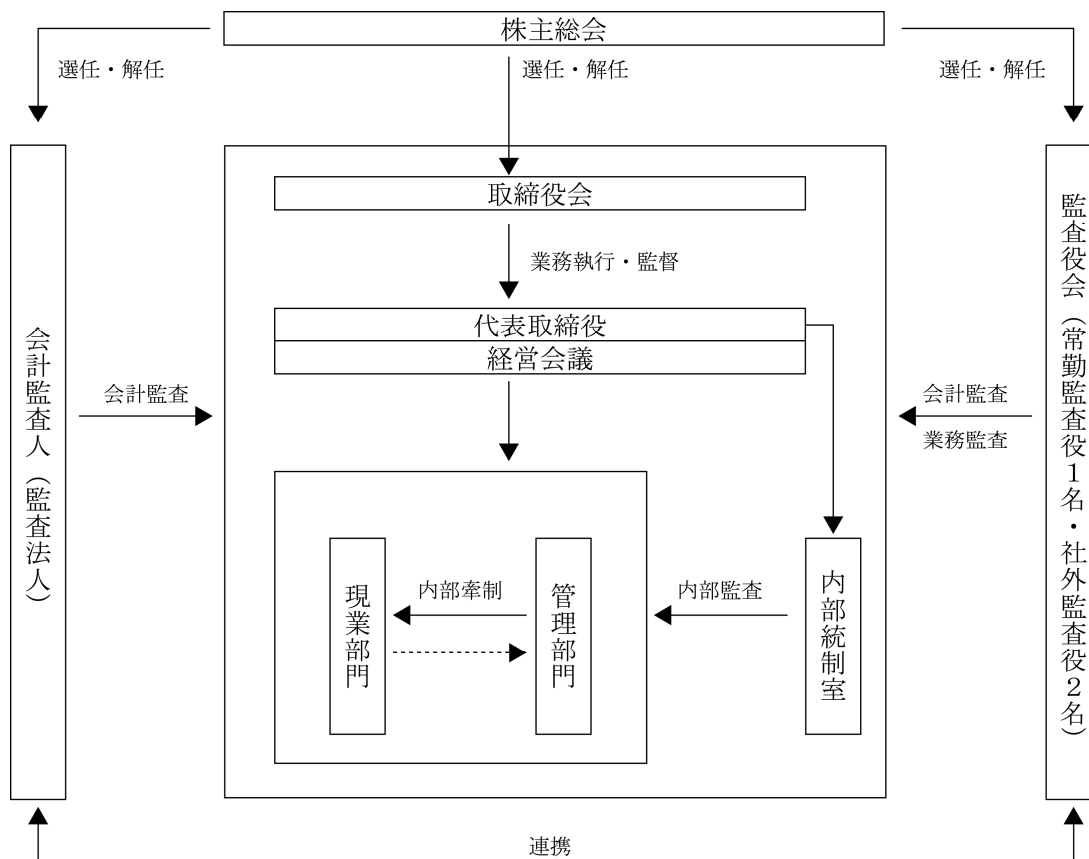 株主総会
選任・解任
選任・解任
選任・解任
取締役会
業務執行・監督
代表取締役
経営会議
会計監査人(監査法人)
会計監査
会計監査
業務監査
監査役会(常勤監査役1名・社外監査役2名)
現業部門
内部牽制
管理部門
内部監査
内部統制室
連携